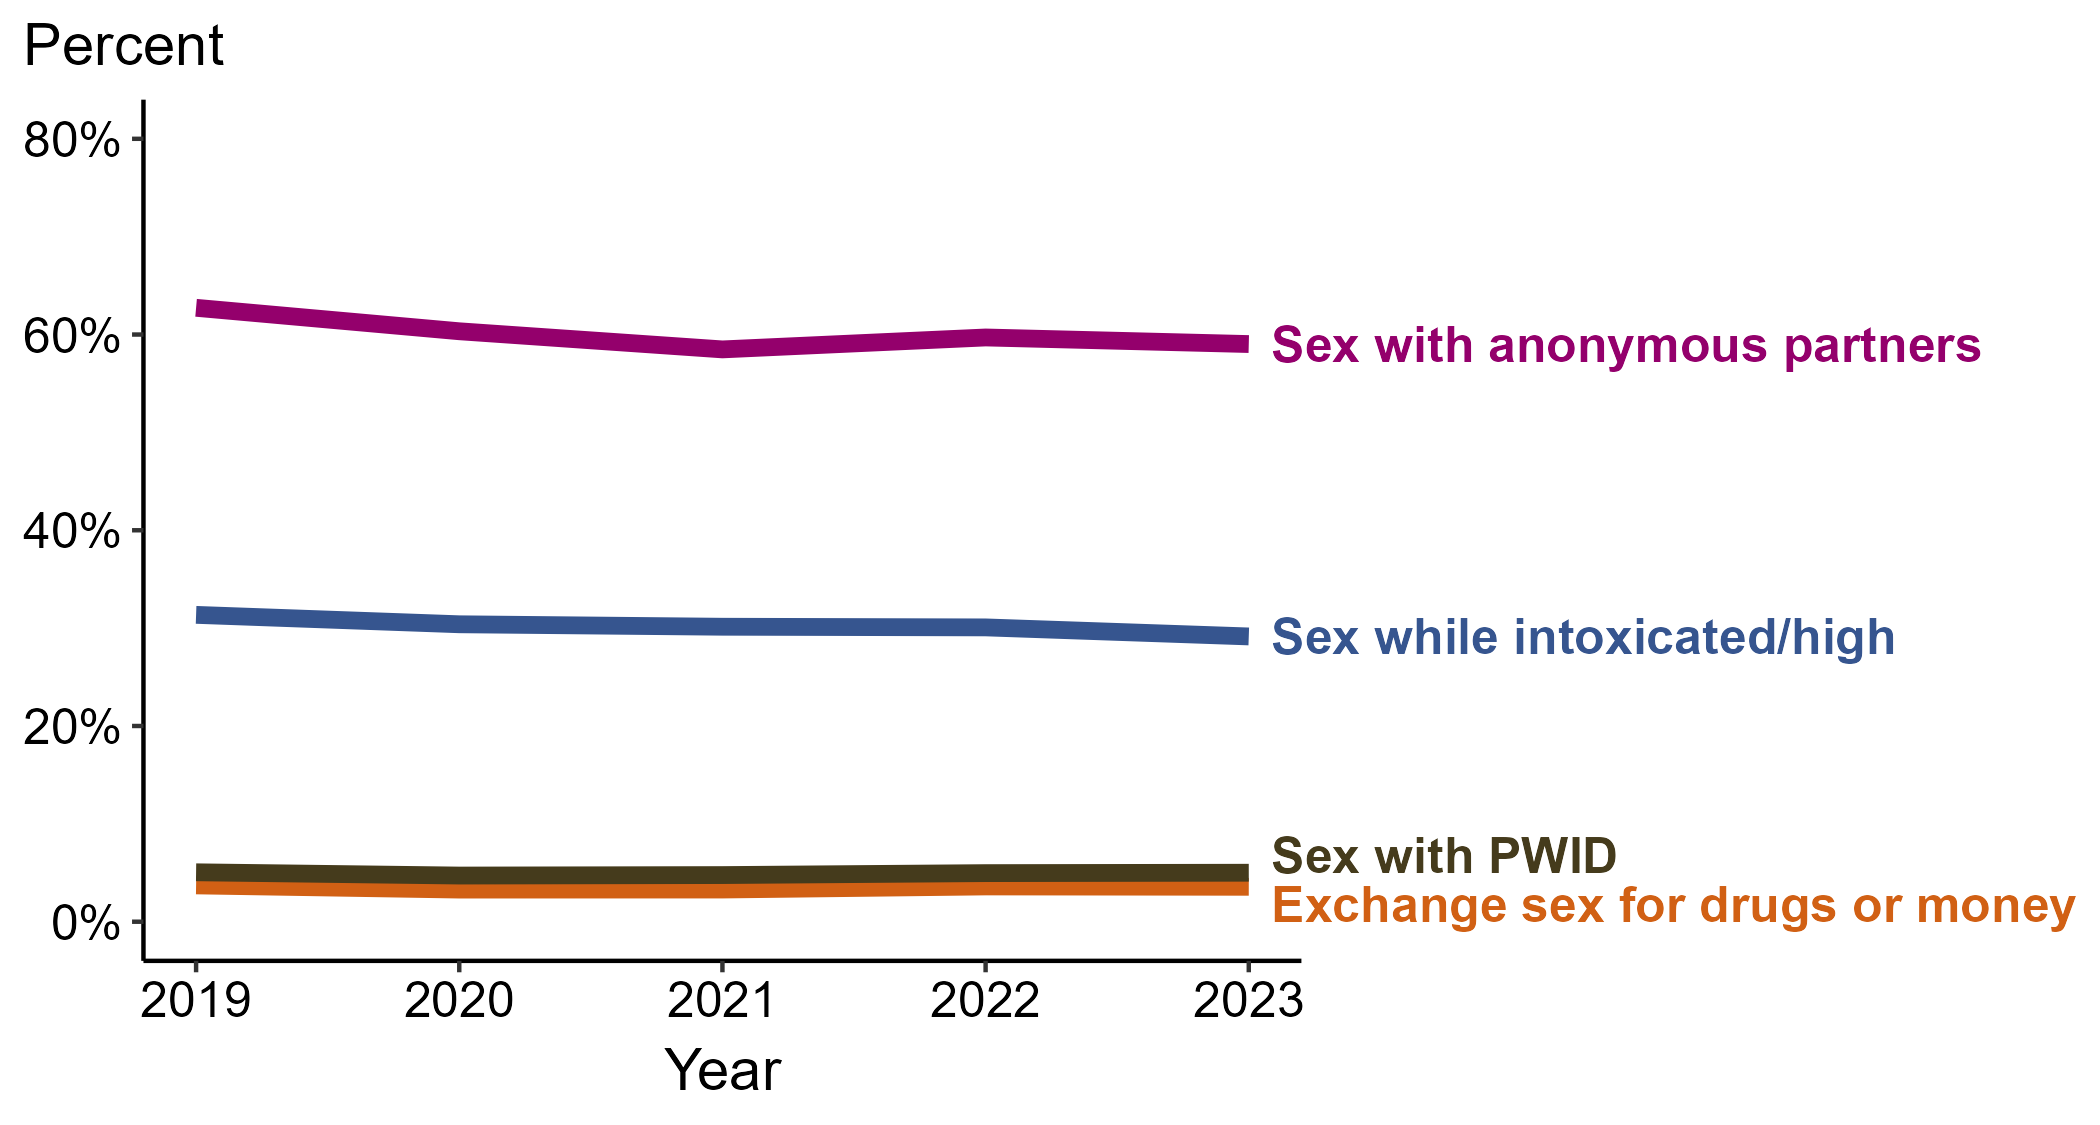 Percent
80%
60%
40%
20%
0%
Sex with anonymous partners
Sex while intoxicated/high
Sex with PWID
Exchange sex for drugs or money
2019 2020 2021 2022 2023
Year